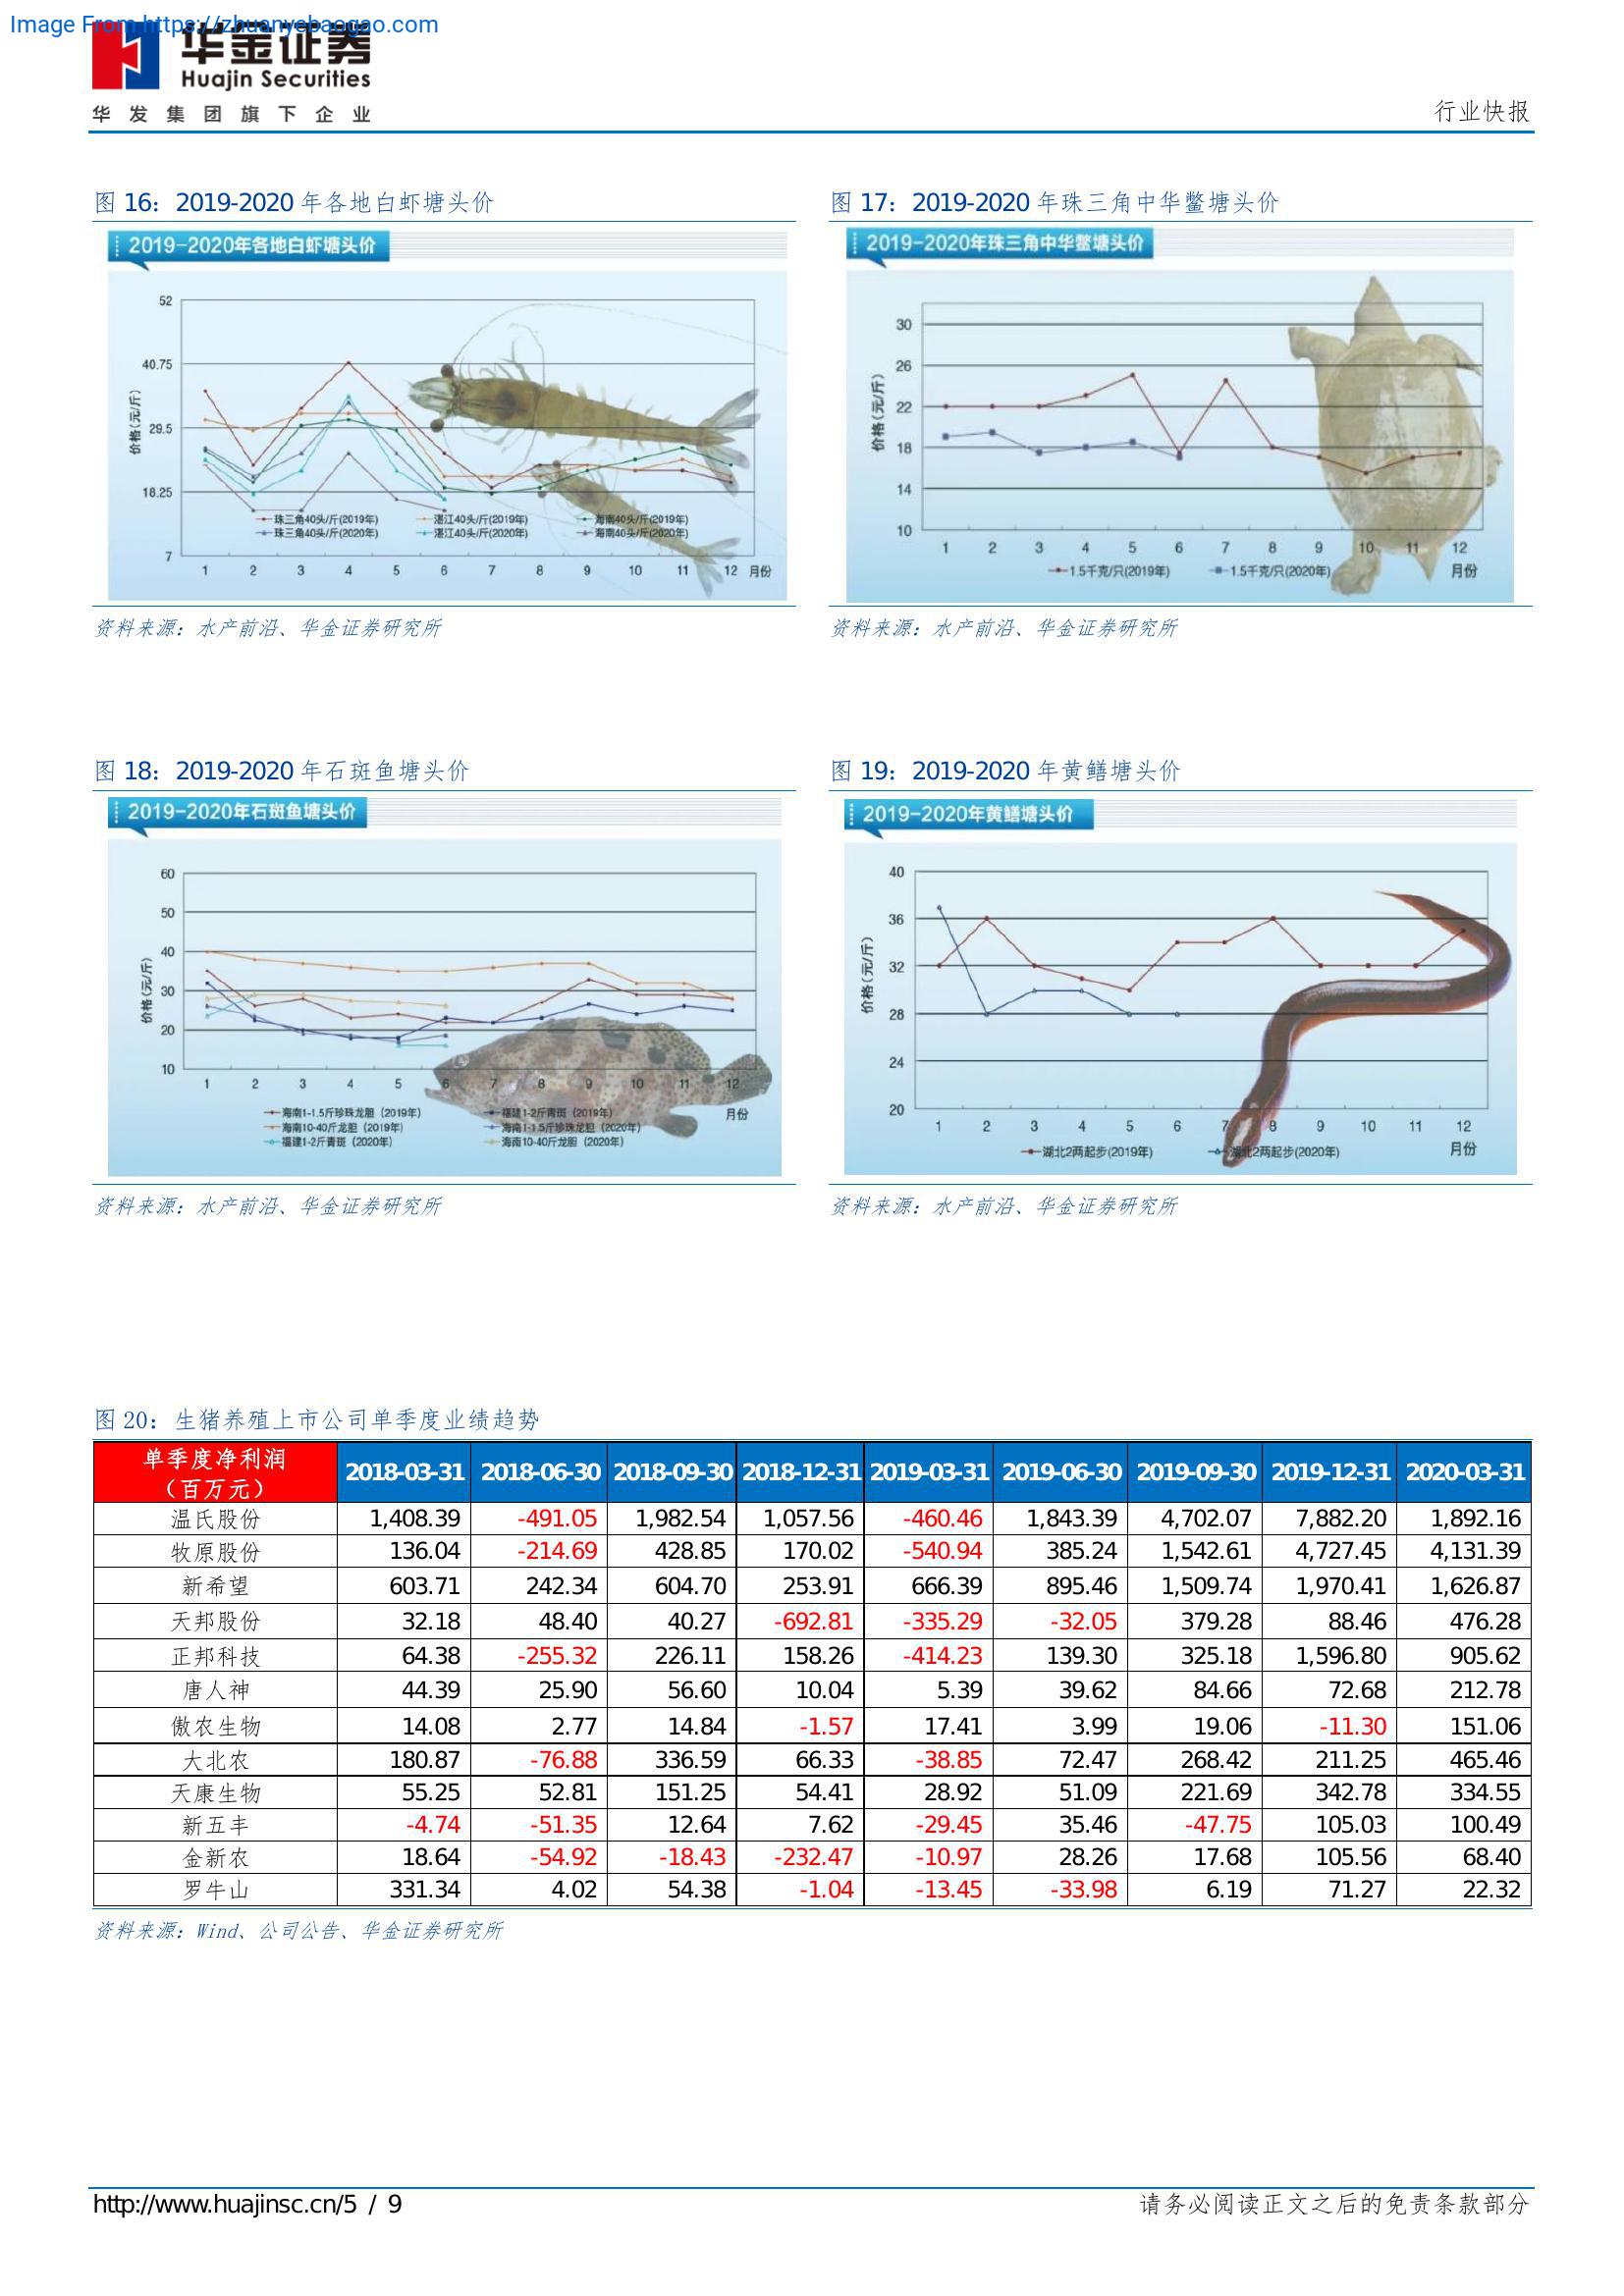 Image From https://zhuanyebaogao.com
华金证券
Huajin Securities
华发集团旗下企业
行业快报
图 16：2019-2020 年各地白虾塘头价
2019-2020年各地白虾塘头价
价格(元/斤)
52
40.75
29.5
18.25
7
珠三角40头/斤(2019年) 湛江40头/斤(2019年) 海南40头/斤(2019年)
珠三角40头/斤(2020年) 湛江40头/斤(2020年) 海南40头/斤(2020年)
1 2 3 4 5 6 7 8 9 10 11 12 月份
资料来源：水产前沿、华金证券研究所
图 17：2019-2020 年珠三角中华鳖塘头价
2019-2020年珠三角中华鳖塘头价
价格(元/斤)
30
26
22
18
14
10
1 2 3 4 5 6 7 8 9 10 11 12
1.5千克/只(2019年) 1.5千克/只(2020年) 月份
资料来源：水产前沿、华金证券研究所
图 18：2019-2020 年石斑鱼塘头价
2019-2020年石斑鱼塘头价
价格(元/斤)
60
50
40
30
20
10
1 2 3 4 5 6 7 8 9 10 11 12
海南1-1.5斤珍珠龙胆（2019年） 福建1-2斤青斑（2019年） 月份
海南10-40斤龙胆（2019年） 海南1-1.5斤珍珠龙胆（2020年）
福建1-2斤青斑（2020年） 海南10-40斤龙胆（2020年）
资料来源：水产前沿、华金证券研究所
图 19：2019-2020 年黄鳝塘头价
2019-2020年黄鳝塘头价
价格(元/斤)
40
36
32
28
24
20
1 2 3 4 5 6 7 8 9 10 11 12
湖北2两起步(2019年) 湖北2两起步(2020年) 月份
资料来源：水产前沿、华金证券研究所
图 20：生猪养殖上市公司单季度业绩趋势
单季度净利润
（百万元） 2018-03-31 2018-06-30 2018-09-30 2018-12-31 2019-03-31 2019-06-30 2019-09-30 2019-12-31 2020-03-31
温氏股份 1,408.39 -491.05 1,982.54 1,057.56 -460.46 1,843.39 4,702.07 7,882.20 1,892.16
牧原股份 136.04 -214.69 428.85 170.02 -540.94 385.24 1,542.61 4,727.45 4,131.39
新希望 603.71 242.34 604.70 253.91 666.39 895.46 1,509.74 1,970.41 1,626.87
天邦股份 32.18 48.40 40.27 -692.81 -335.29 -32.05 379.28 88.46 476.28
正邦科技 64.38 -255.32 226.11 158.26 -414.23 139.30 325.18 1,596.80 905.62
唐人神 44.39 25.90 56.60 10.04 5.39 39.62 84.66 72.68 212.78
傲农生物 14.08 2.77 14.84 -1.57 17.41 3.99 19.06 -11.30 151.06
大北农 180.87 -76.88 336.59 66.33 -38.85 72.47 268.42 211.25 465.46
天康生物 55.25 52.81 151.25 54.41 28.92 51.09 221.69 342.78 334.55
新五丰 -4.74 -51.35 12.64 7.62 -29.45 35.46 -47.75 105.03 100.49
金新农 18.64 -54.92 -18.43 -232.47 -10.97 28.26 17.68 105.56 68.40
罗牛山 331.34 4.02 54.38 -1.04 -13.45 -33.98 6.19 71.27 22.32
资料来源：Wind、公司公告、华金证券研究所
http://www.huajinsc.cn/5 / 9
请务必阅读正文之后的免责条款部分